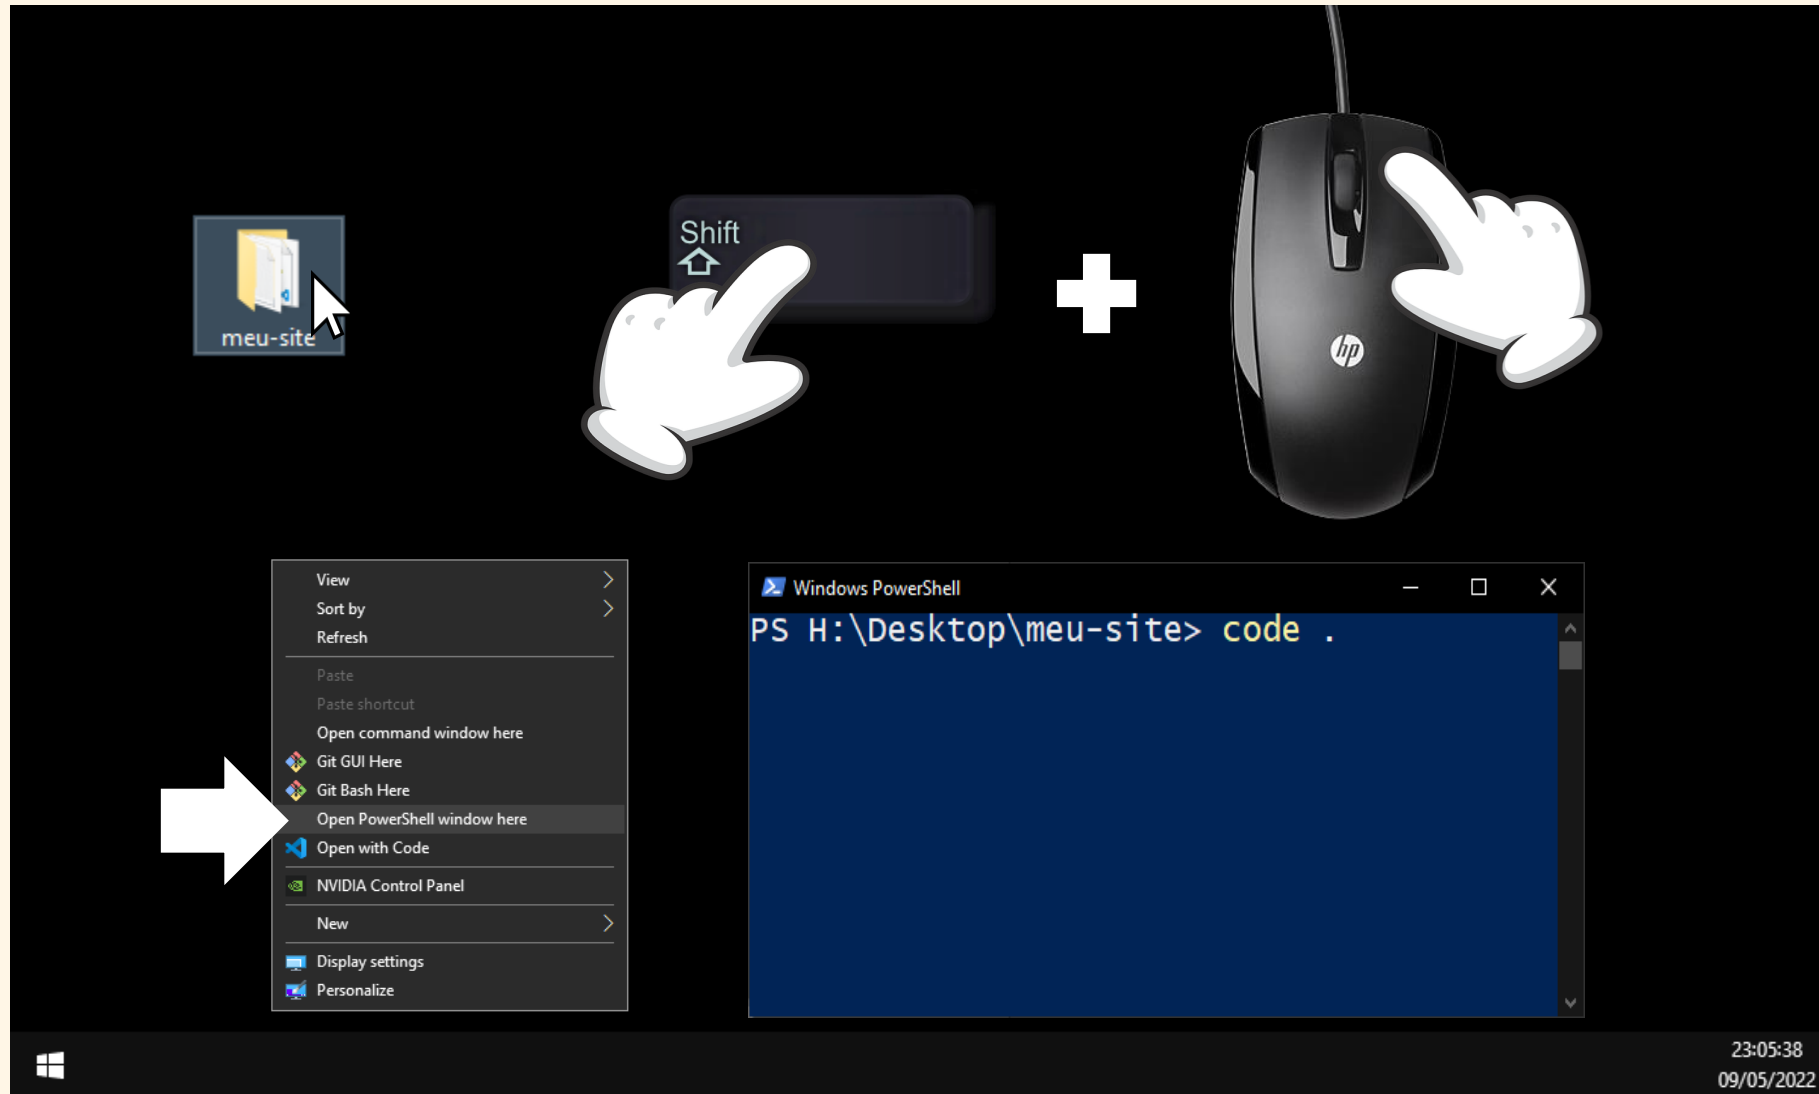 meu-site
Shift
hp
View
Sort by
Refresh
Paste
Paste shortcut
Open command window here
Git GUI Here
Git Bash Here
Open PowerShell window here
Open with Code
NVIDIA Control Panel
New
Display settings
Personalize
Windows PowerShell
PS H:\Desktop\meu-site> code .
23:05:38
09/05/2022